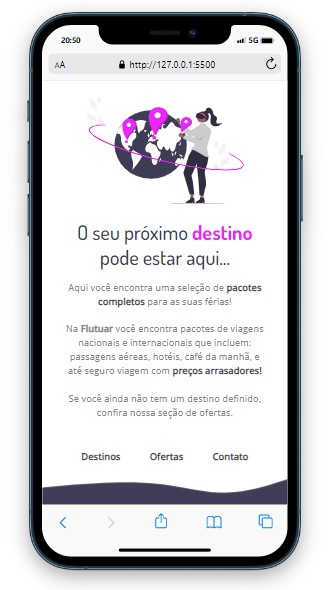 20:50
5G
AA
http://127.0.0.1:5500
O seu próximo destino
pode estar aqui...
Aqui você encontra uma seleção de pacotes
completos para as suas férias!
Na Flutuar você encontra pacotes de viagens
nacionais e internacionais que incluem:
passagens aéreas, hotéis, café da manhã, e
até seguro viagem com preços arrasadores!
Se você ainda não tem um destino definido,
confira nossa seção de ofertas.
Destinos Ofertas Contato